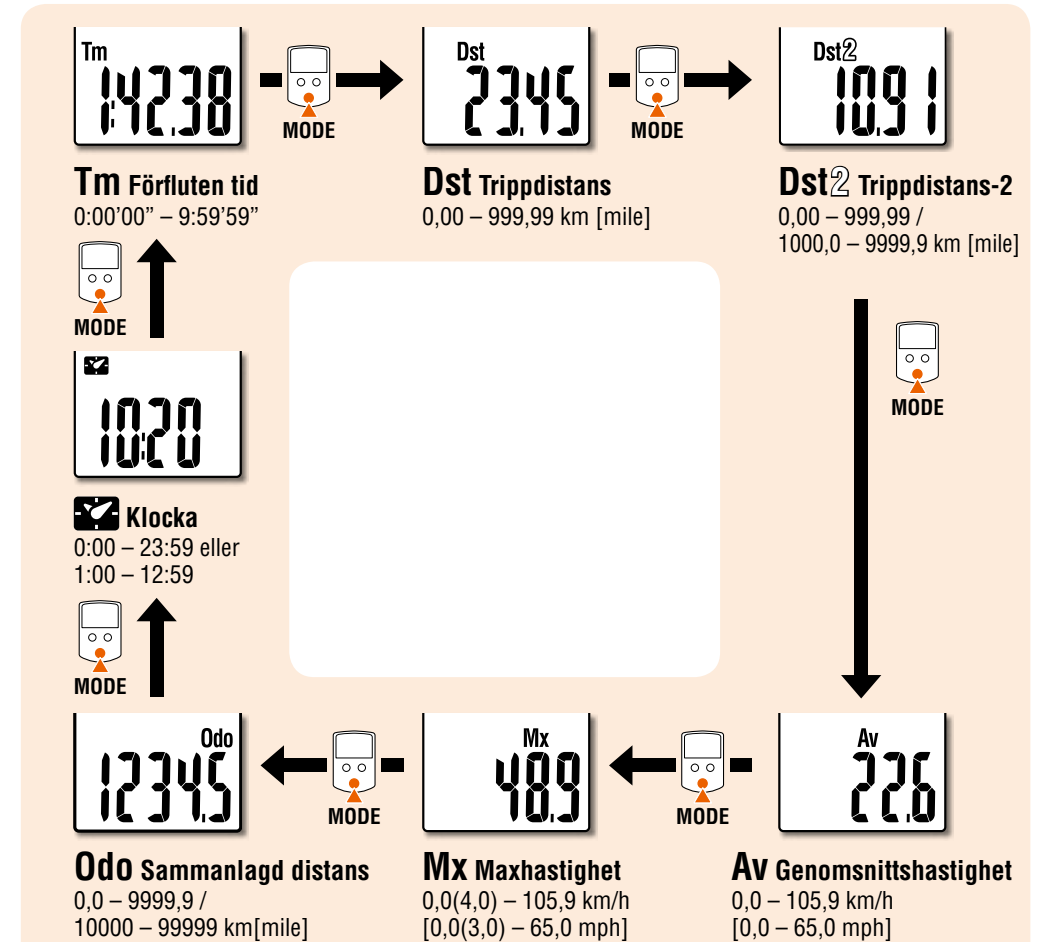 Tm
1:42.38
MODE
Dst
23.45
MODE
Dst2
10.91
Tm Förfluten tid
0:00’00” – 9:59’59”
Dst Trippdistans
0,00 – 999,99 km [mile]
Dst2 Trippdistans-2
0,00 – 999,99 /
1000,0 – 9999,9 km [mile]
MODE
MODE
10:20
Klocka
0:00 – 23:59 eller
1:00 – 12:59
MODE
Odo
1234.5
MODE
Mx
48.9
MODE
Av
22.6
Odo Sammanlagd distans
0,0 – 9999,9 /
10000 – 99999 km[mile]
Mx Maxhastighet
0,0(4,0) – 105,9 km/h
[0,0(3,0) – 65,0 mph]
Av Genomsnittshastighet
0,0 – 105,9 km/h
[0,0 – 65,0 mph]